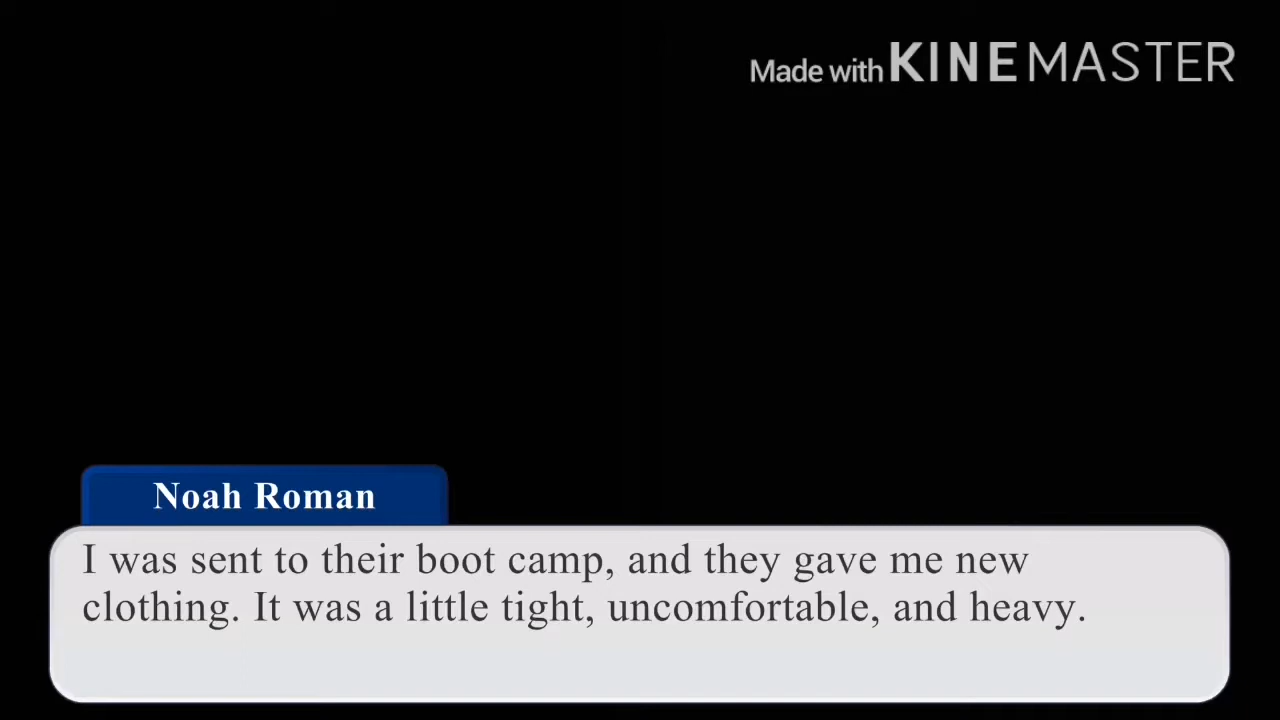 Made with KINEMASTER
Noah Roman
I was sent to their boot camp, and they gave me new
clothing. It was a little tight, uncomfortable, and heavy.